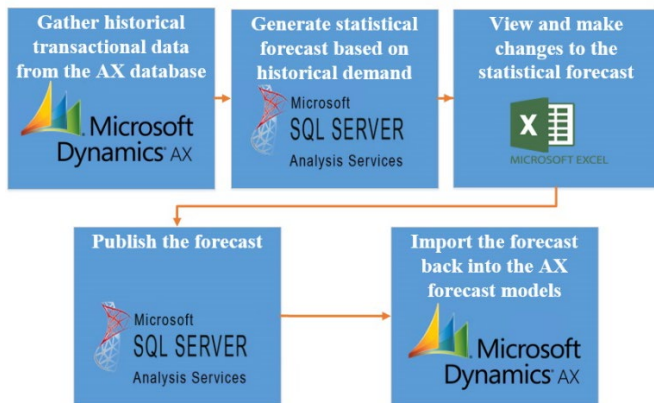 Gather historical
transactional data
from the AX database
Microsoft
Dynamics AX
Generate statistical
forecast based on
historical demand
Microsoft
SQL SERVER
Analysis Services
View and make
changes to the
statistical forecast
X
MICROSOFT EXCEL
Publish the forecast
Microsoft
SQL SERVER
Analysis Services
Import the forecast
back into the AX
forecast models
Microsoft
Dynamics AX